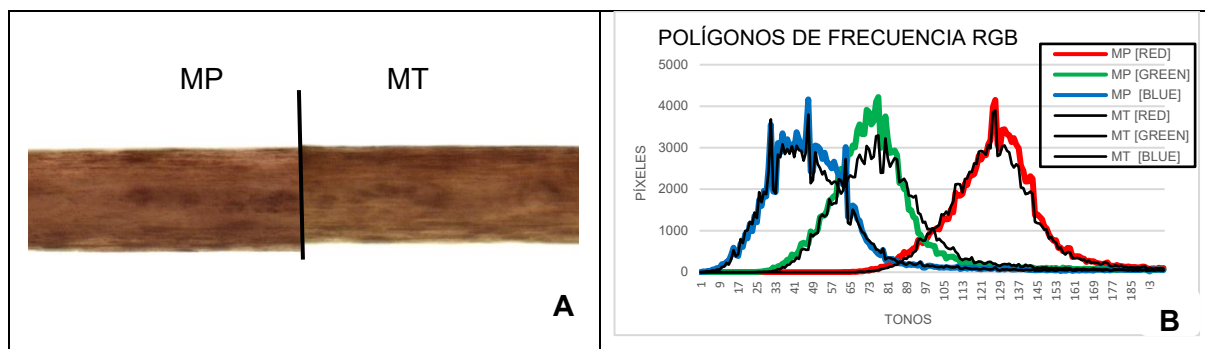 MP
MT
A
POLÍGONOS DE FRECUENCIA RGB
MP [RED]
MP [GREEN]
MP [BLUE]
MT [RED]
MT [GREEN]
MT [BLUE]
5000
4000
3000
2000
1000
0
PÍXELES
1 9 17 25 33 41 49 57 65 73 81 89 97 105 113 121 129 137 145 153 161 169 177 185
TONOS
B